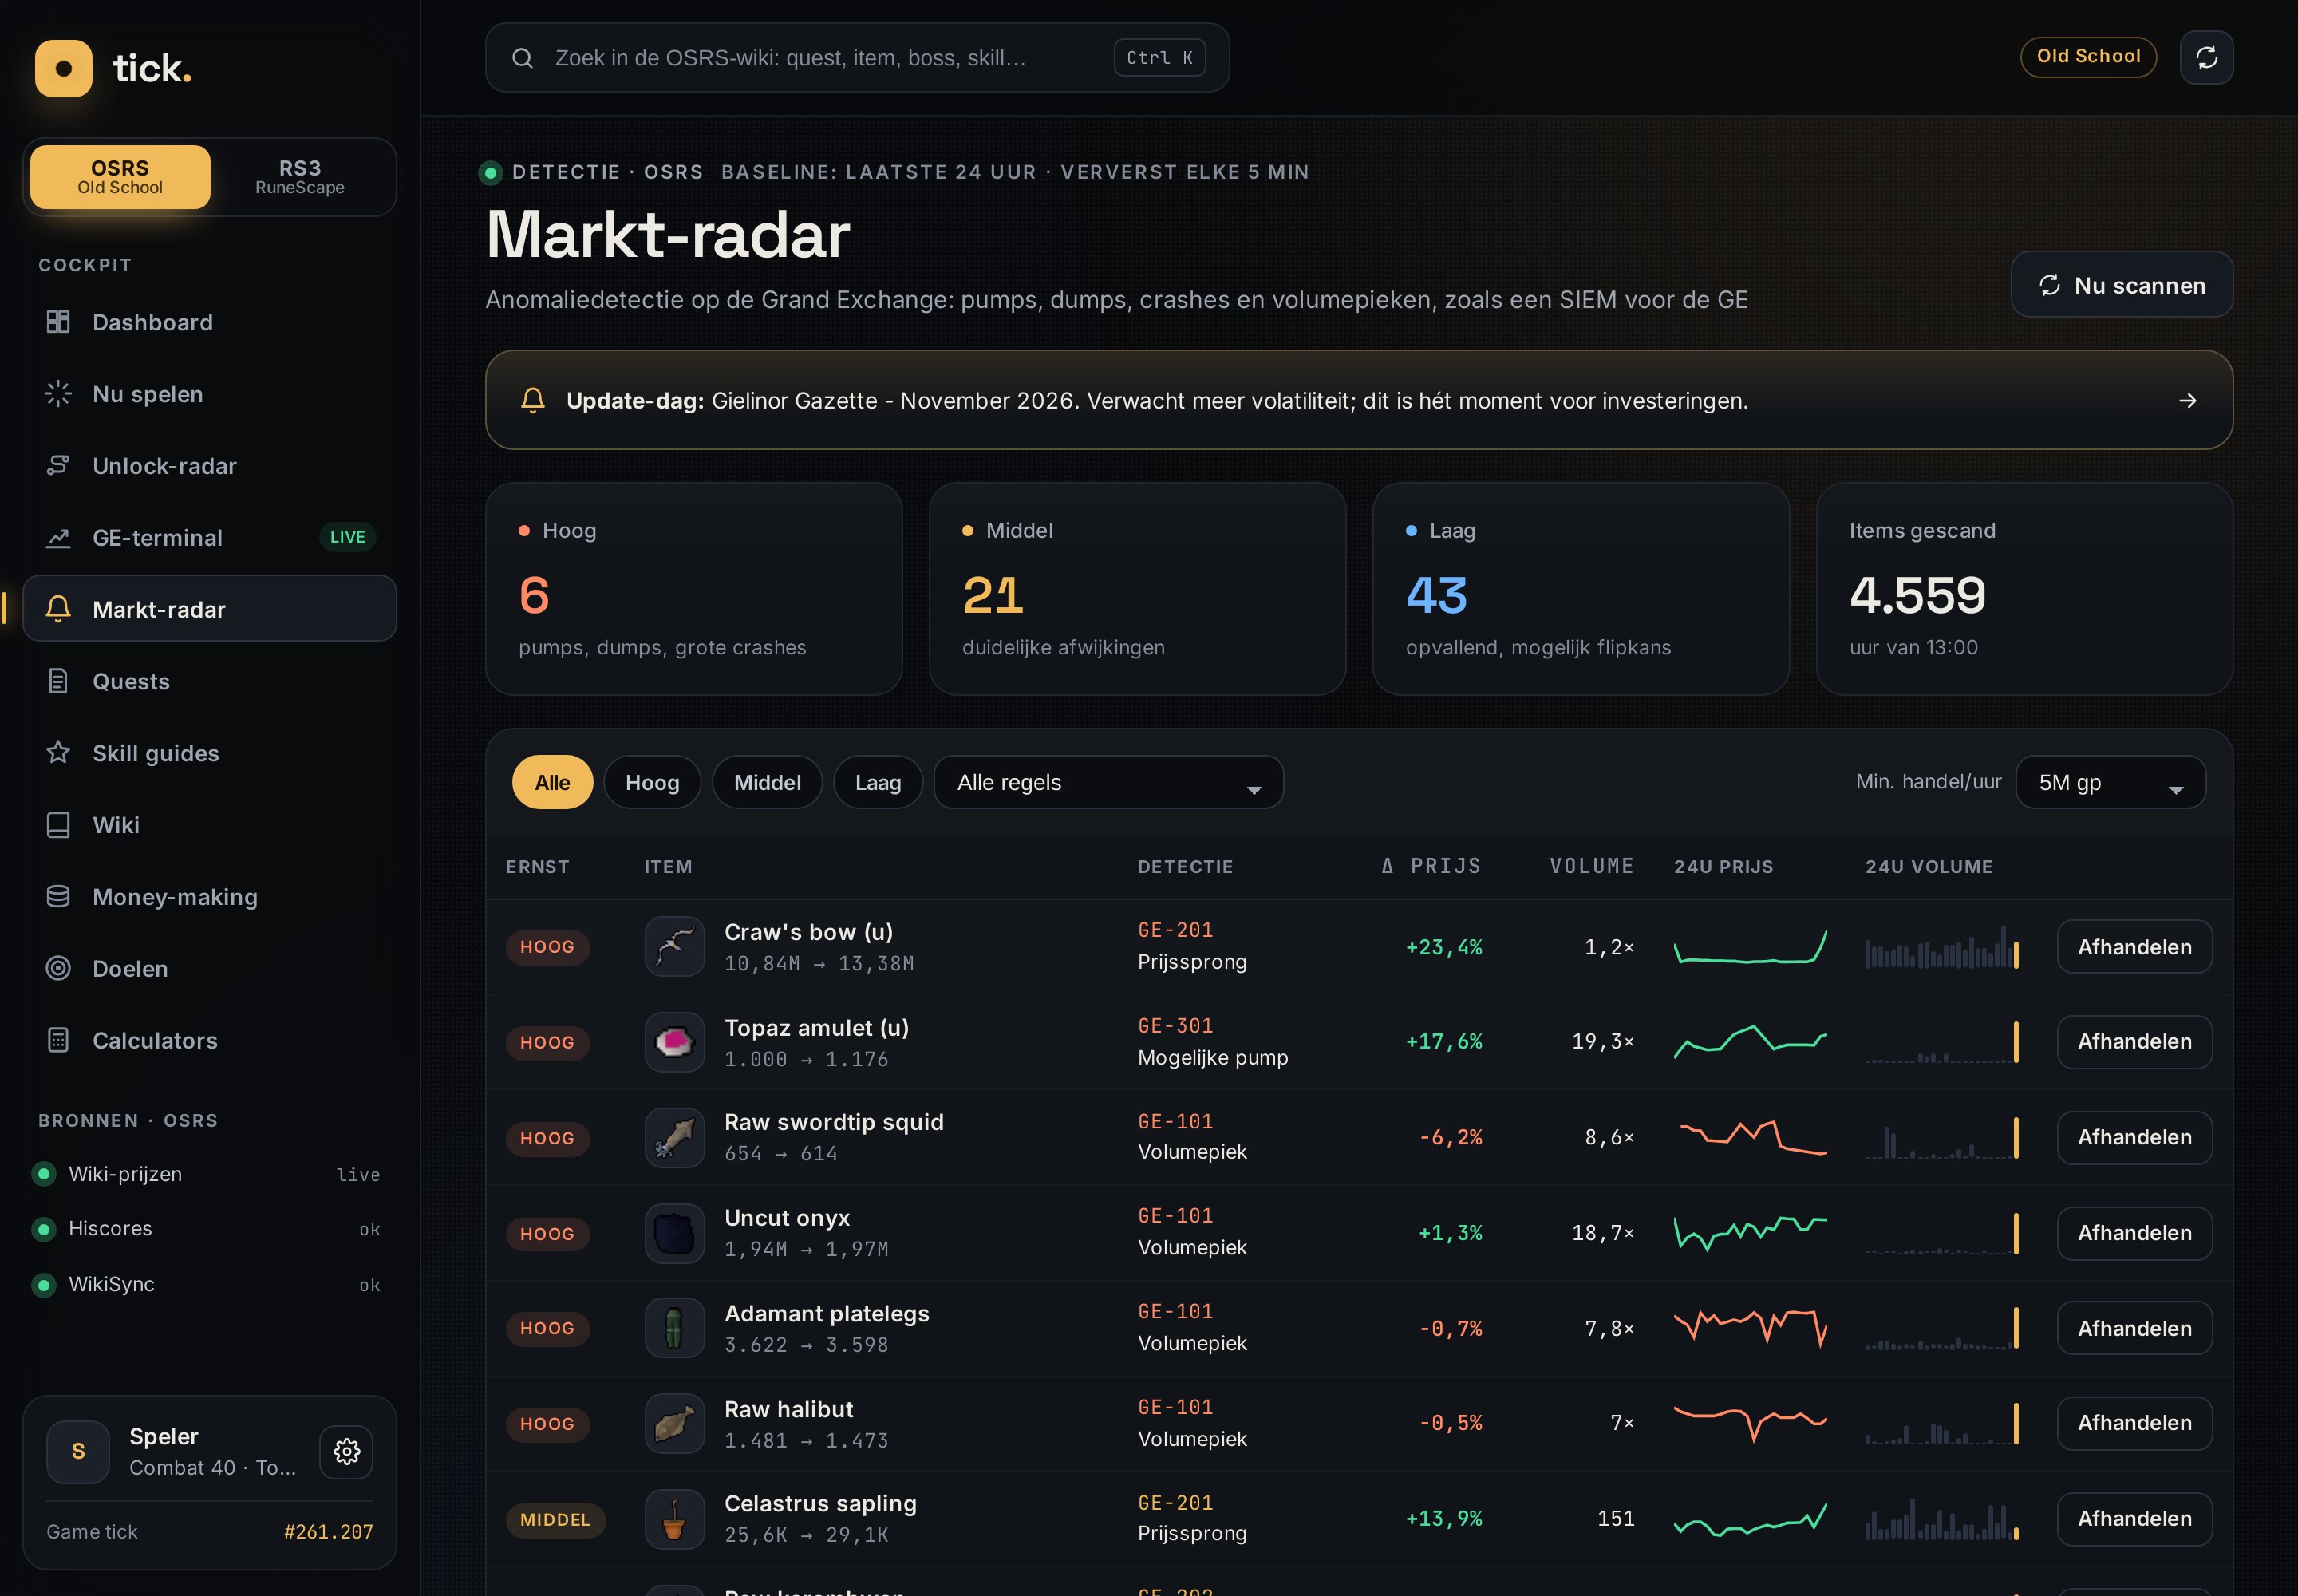 tick.
OSRS
Old School
RS3
RuneScape
COCKPIT
Dashboard
Nu spelen
Unlock-radar
GE-terminal LIVE
Markt-radar
Quests
Skill guides
Wiki
Money-making
Doelen
Calculators
BRONNEN · OSRS
Wiki-prijzen live
Hiscores ok
WikiSync ok
S
Speler
Combat 40 · To...
Game tick #261.207
Zoek in de OSRS-wiki: quest, item, boss, skill... Ctrl K
Old School
DETECTIE · OSRS BASELINE: LAATSTE 24 UUR · VERVERST ELKE 5 MIN
Markt-radar
Anomaliedetectie op de Grand Exchange: pumps, dumps, crashes en volumepieken, zoals een SIEM voor de GE
Nu scannen
Update-dag: Gielinor Gazette - November 2026. Verwacht meer volatiliteit; dit is hét moment voor investeringen.
Hoog
6
pumps, dumps, grote crashes
Middel
21
duidelijke afwijkingen
Laag
43
opvallend, mogelijk flipkans
Items gescand
4.559
uur van 13:00
Alle Hoog Middel Laag Alle regels Min. handel/uur 5M gp
ERNST ITEM DETECTIE Δ PRIJS VOLUME 24U PRIJS 24U VOLUME
HOOG Craw's bow (u) GE-201 +23,4% 1,2× Afhandelen
10,84M → 13,38M Prijssprong
HOOG Topaz amulet (u) GE-301 +17,6% 19,3× Afhandelen
1.000 → 1.176 Mogelijke pump
HOOG Raw swordtip squid GE-101 -6,2% 8,6× Afhandelen
654 → 614 Volumepiek
HOOG Uncut onyx GE-101 +1,3% 18,7× Afhandelen
1,94M → 1,97M Volumepiek
HOOG Adamant platelegs GE-101 -0,7% 7,8× Afhandelen
3.622 → 3.598 Volumepiek
HOOG Raw halibut GE-101 -0,5% 7× Afhandelen
1.481 → 1.473 Volumepiek
MIDDEL Celastrus sapling GE-201 +13,9% 151 Afhandelen
25,6K → 29,1K Prijssprong